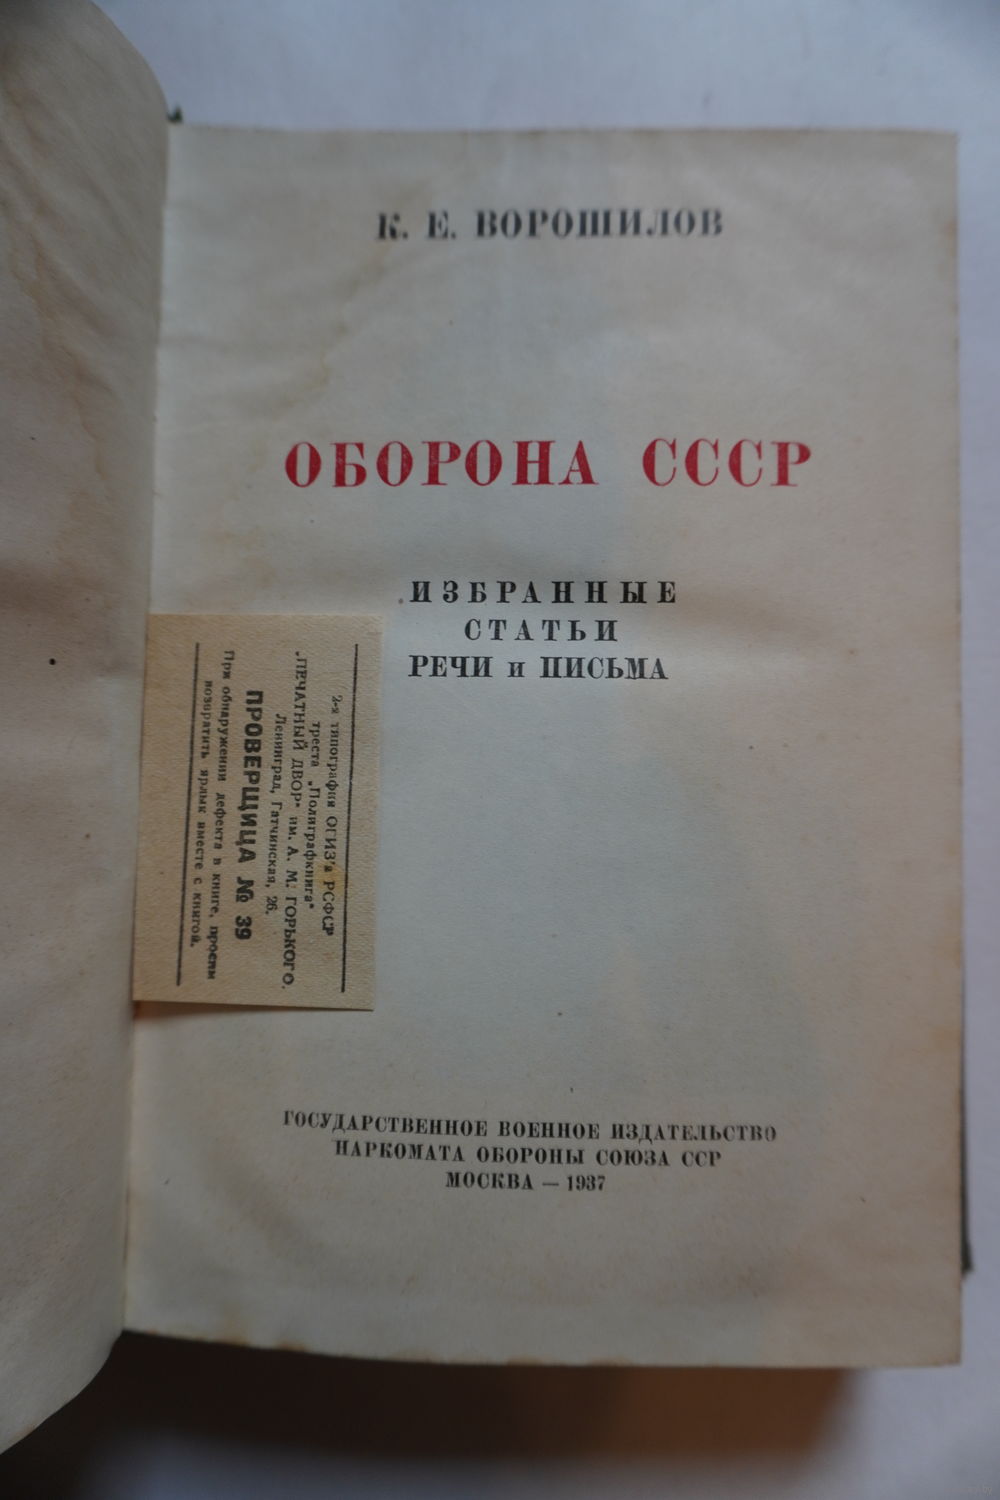 К. Е. ВОРОШИЛОВ
ОБОРОНА СССР
ИЗБРАННЫЕ
СТАТЬИ
РЕЧИ и ПИСЬМА
2-я типография ОГИЗ'а РСФСР
треста „Полиграфкнига"
„ПЕЧАТНЫЙ ДВОР" им. А. М. ГОРЬКОГО.
Ленинград, Гатчинская, 26.
ПРОВЕРЩИЦА № 39
При обнаружении дефекта в книге, просим
возвратить ярлык вместе с книгой.
ГОСУДАРСТВЕННОЕ ВОЕННОЕ ИЗДАТЕЛЬСТВО
НАРКОМАТА ОБОРОНЫ СОЮЗА ССР
МОСКВА — 1937